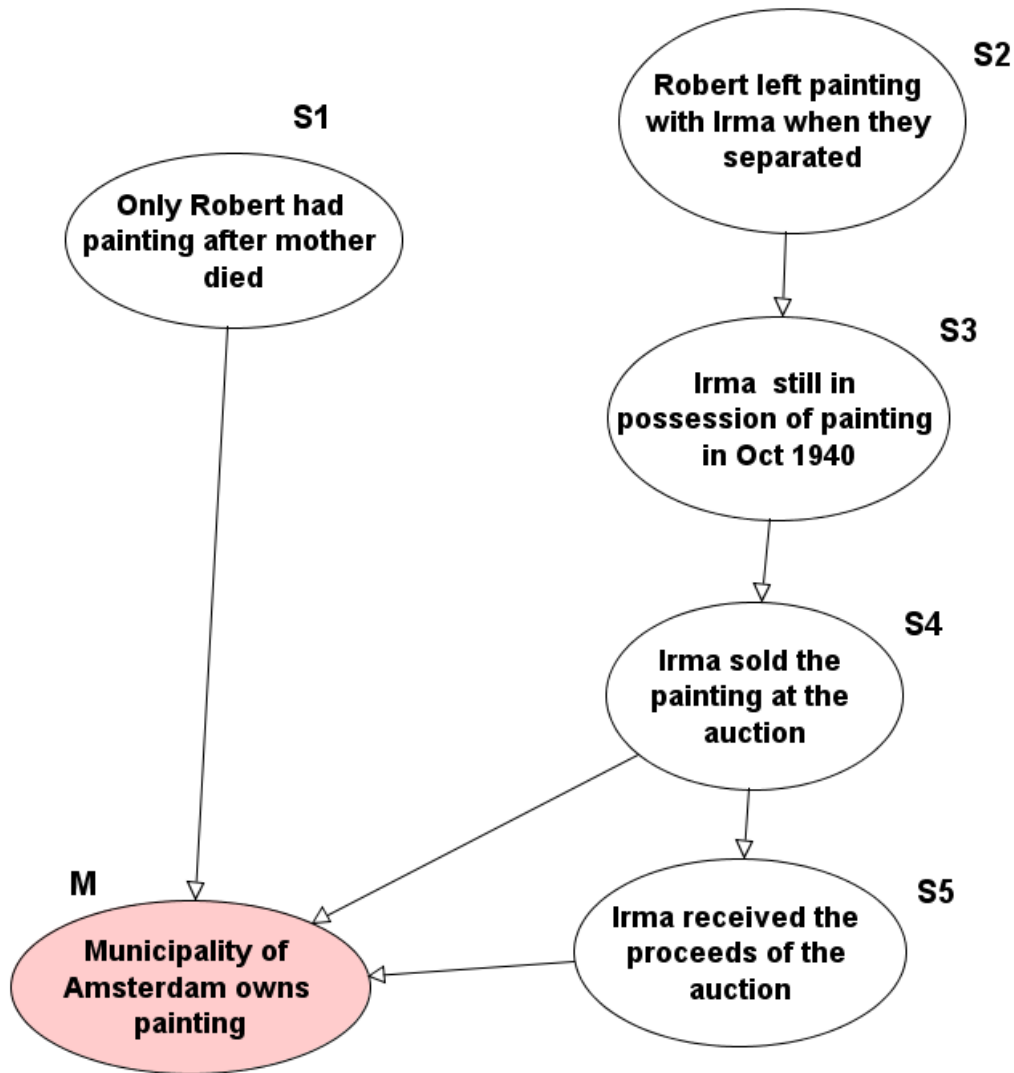 S2
Robert left painting
with Irma when they
separated
S1
Only Robert had
painting after mother
died
S3
Irma still in
possession of painting
in Oct 1940
S4
Irma sold the
painting at the
auction
M
Municipality of
Amsterdam owns
painting
S5
Irma received the
proceeds of the
auction